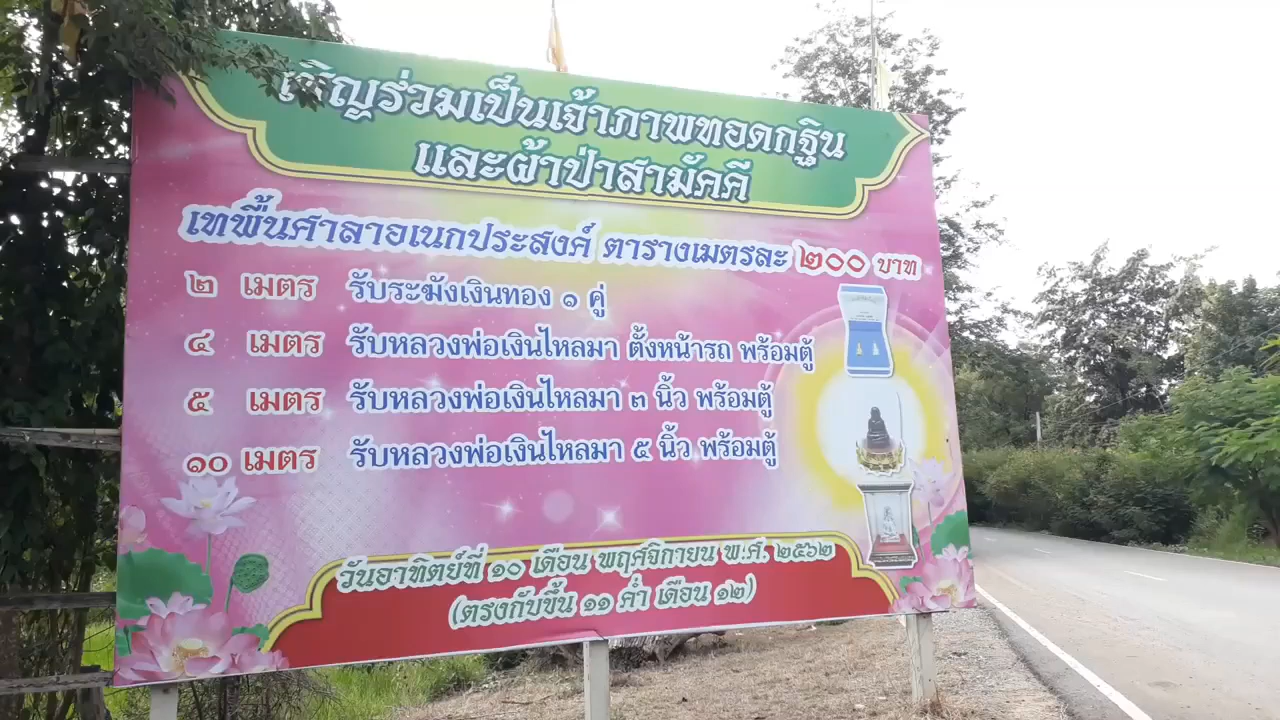 เชิญร่วมเป็นเจ้าภาพทอดกฐิน
และผ้าป่าสามัคคี
เทพื้นศาลาอเนกประสงค์ ตารางเมตรละ ๒๐๐ บาท
๒ เมตร รับระฆังเงินทอง ๑ คู่
๔ เมตร รับหลวงพ่อเงินไหลมา ตั้งหน้ารถ พร้อมตู้
๕ เมตร รับหลวงพ่อเงินไหลมา ๓ นิ้ว พร้อมตู้
๑๐ เมตร รับหลวงพ่อเงินไหลมา ๕ นิ้ว พร้อมตู้
วันอาทิตย์ที่ ๑๐ เดือน พฤศจิกายน พ.ศ. ๒๕๖๒
(ตรงกับขึ้น ๑๑ ค่ำ เดือน ๑๒)